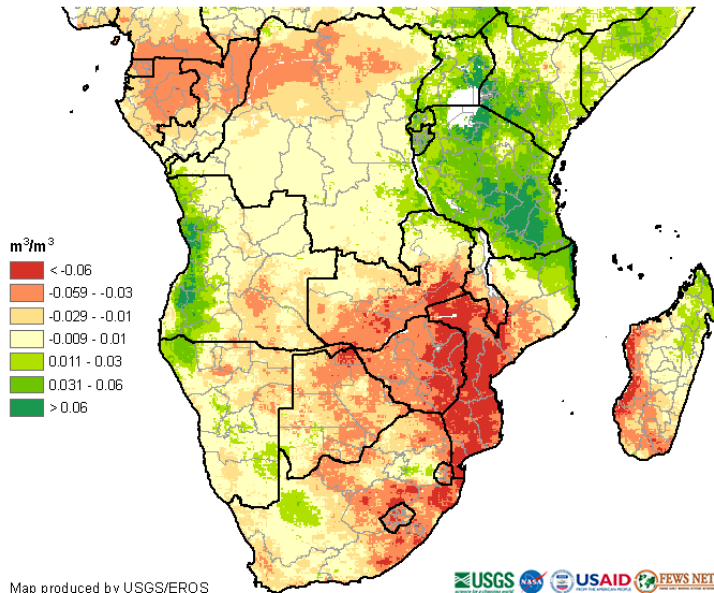 m³/m³
< -0.06
-0.059 - -0.03
-0.029 - -0.01
-0.009 - 0.01
0.011 - 0.03
0.031 - 0.06
> 0.06
Map produced by USGS/EROS
USGS NASA USAID FEWS NET